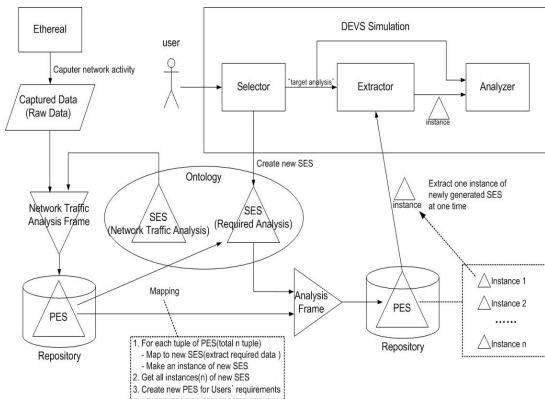 Ethereal
Caputer network activity
Captured Data
(Raw Data)
Network Traffic
Analysis Frame
PES
Repository
user
DEVS Simulation
Selector
"target analysis"
Extractor
Analyzer
instance
Create new SES
Ontology
SES
(Network Traffic Analysis)
SES
(Required Analysis)
Mapping
1. For each tuple of PES(total n tuple)
- Map to new SES(extract required data )
- Make an instance of new SES
2. Get all instances(n) of new SES
3. Create new PES for Users' requirements
Analysis
Frame
PES
Repository
instance
Extract one instance of
newly generated SES
at one time
Instance 1
Instance 2
......
Instance n